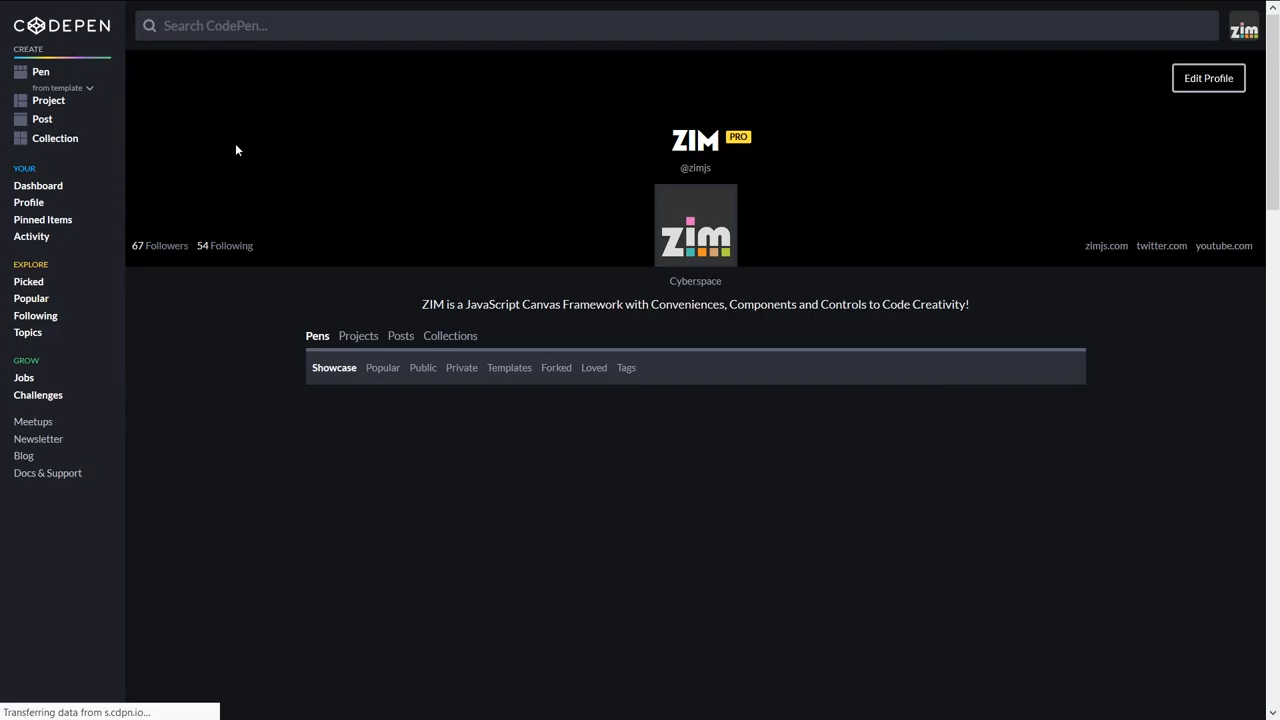 CODEPEN
Search CodePen...
zim
CREATE
Pen
from template
Project
Post
Collection
YOUR
Dashboard
Profile
Pinned Items
Activity
EXPLORE
Picked
Popular
Following
Topics
GROW
Jobs
Challenges
Meetups
Newsletter
Blog
Docs & Support
Edit Profile
ZIM PRO
@zimjs
zim
67 Followers 54 Following
zimjs.com twitter.com youtube.com
Cyberspace
ZIM is a JavaScript Canvas Framework with Conveniences, Components and Controls to Code Creativity!
Pens Projects Posts Collections
Showcase Popular Public Private Templates Forked Loved Tags
Transferring data from s.cdpn.io...